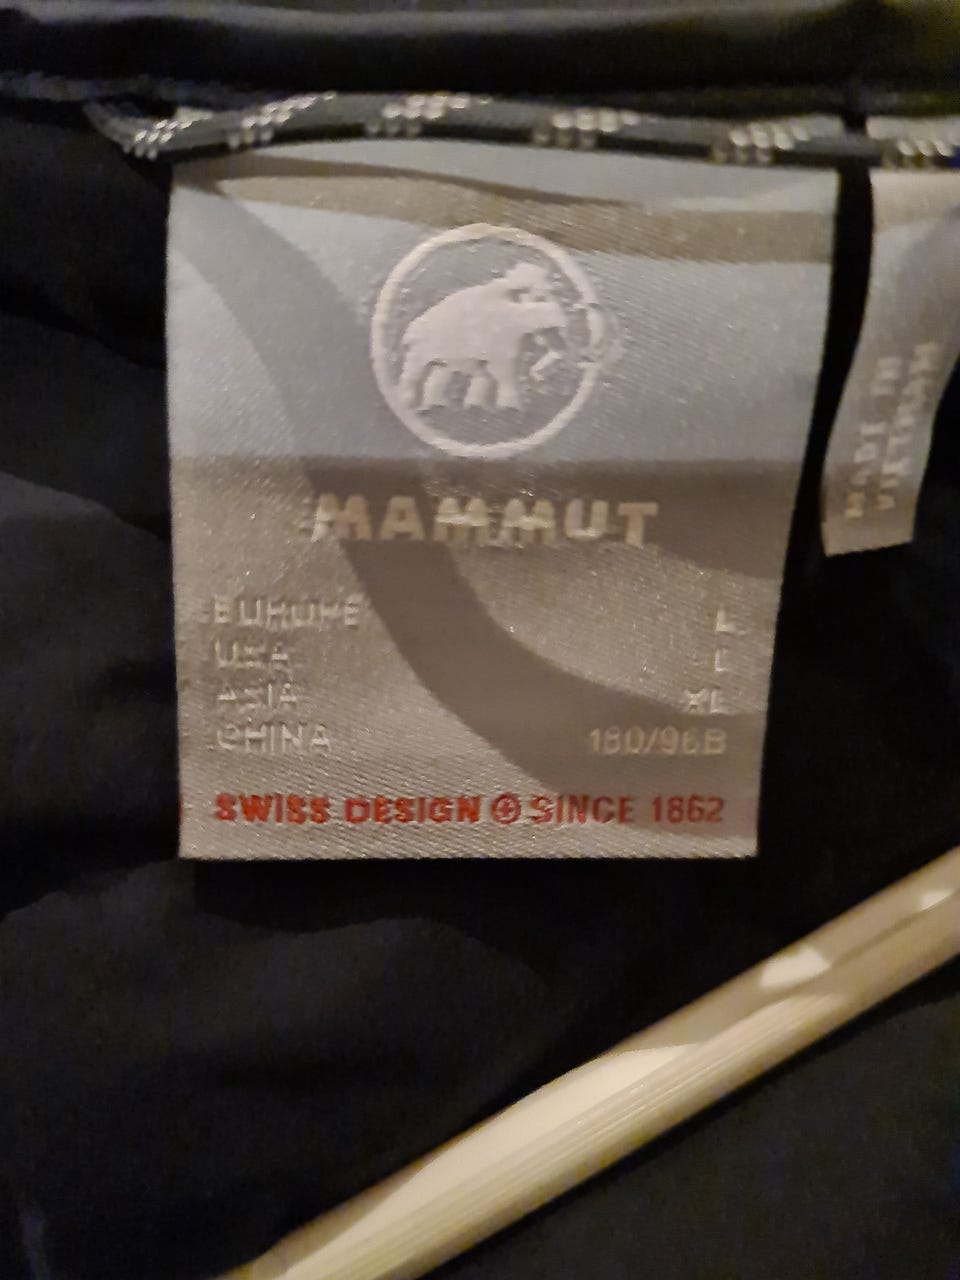 MAMMUT
EUROPE L
USA L
ASIA XL
CHINA 180/96B
SWISS DESIGN SINCE 1862
MADE IN
VIETNAM